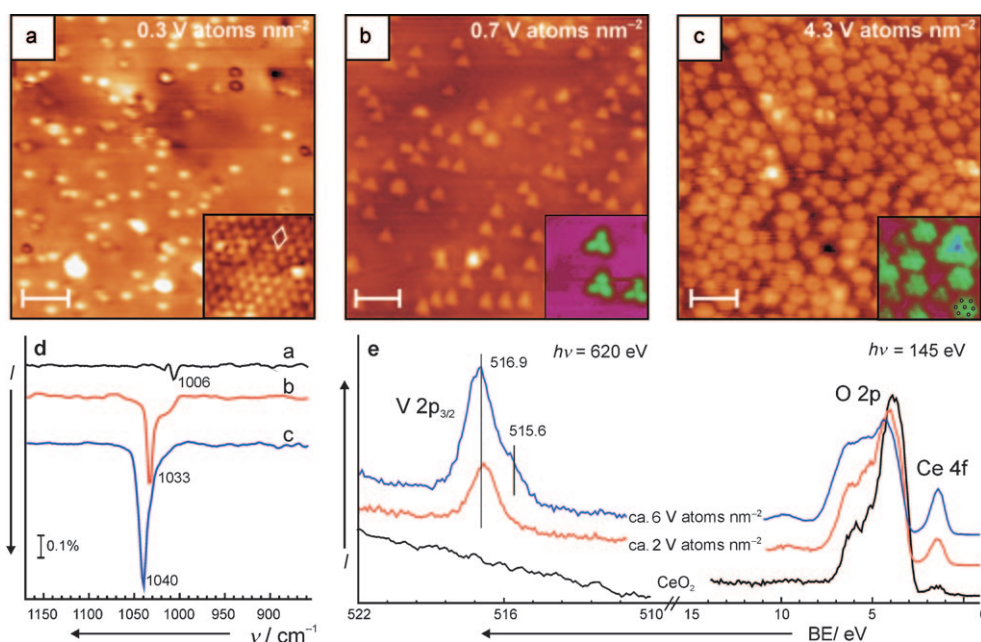 a
0.3 V atoms nm⁻²
b
0.7 V atoms nm⁻²
c
4.3 V atoms nm⁻²
d
a
1006
b
1033
c
0.1%
1040
I
1150 1100 1050 1000 950 900
ν / cm⁻¹
e
hν = 620 eV
hν = 145 eV
516.9
V 2p₃/₂
515.6
O 2p
Ce 4f
ca. 6 V atoms nm⁻²
ca. 2 V atoms nm⁻²
CeO₂
I
522 516 510 15 10 5 0
BE/ eV